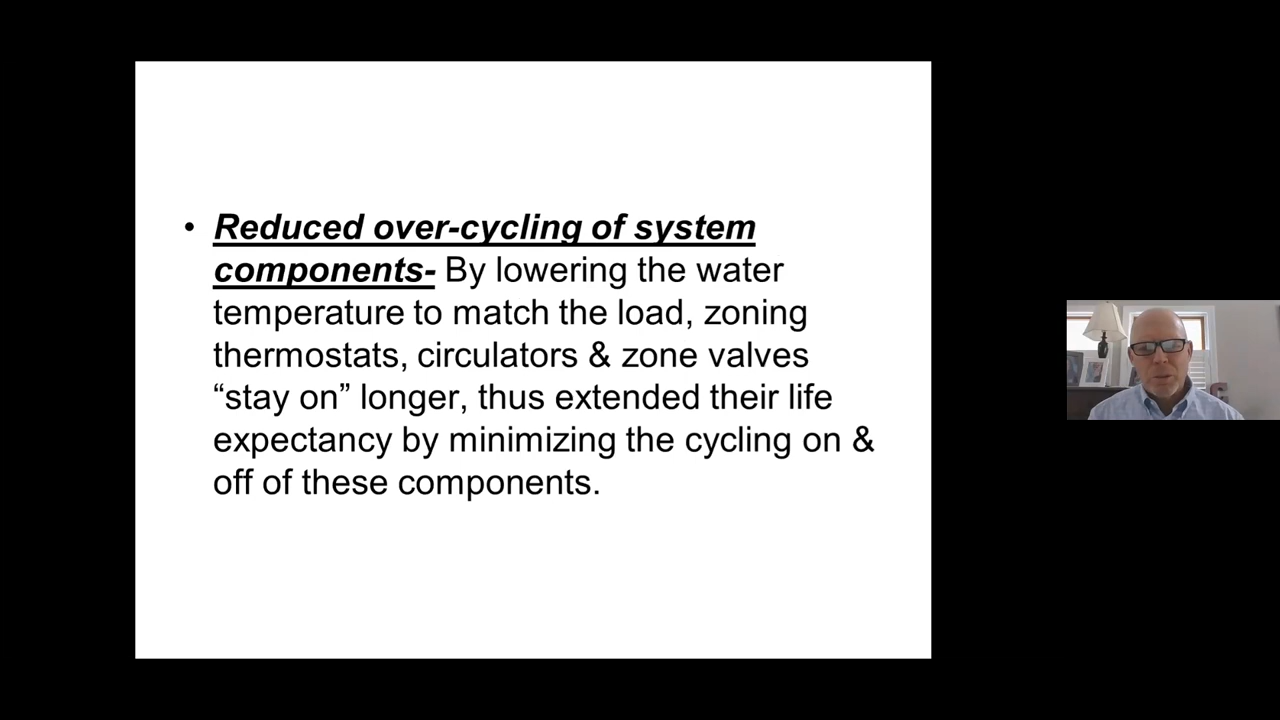 • Reduced over-cycling of system
components- By lowering the water
temperature to match the load, zoning
thermostats, circulators & zone valves
“stay on” longer, thus extended their life
expectancy by minimizing the cycling on &
off of these components.